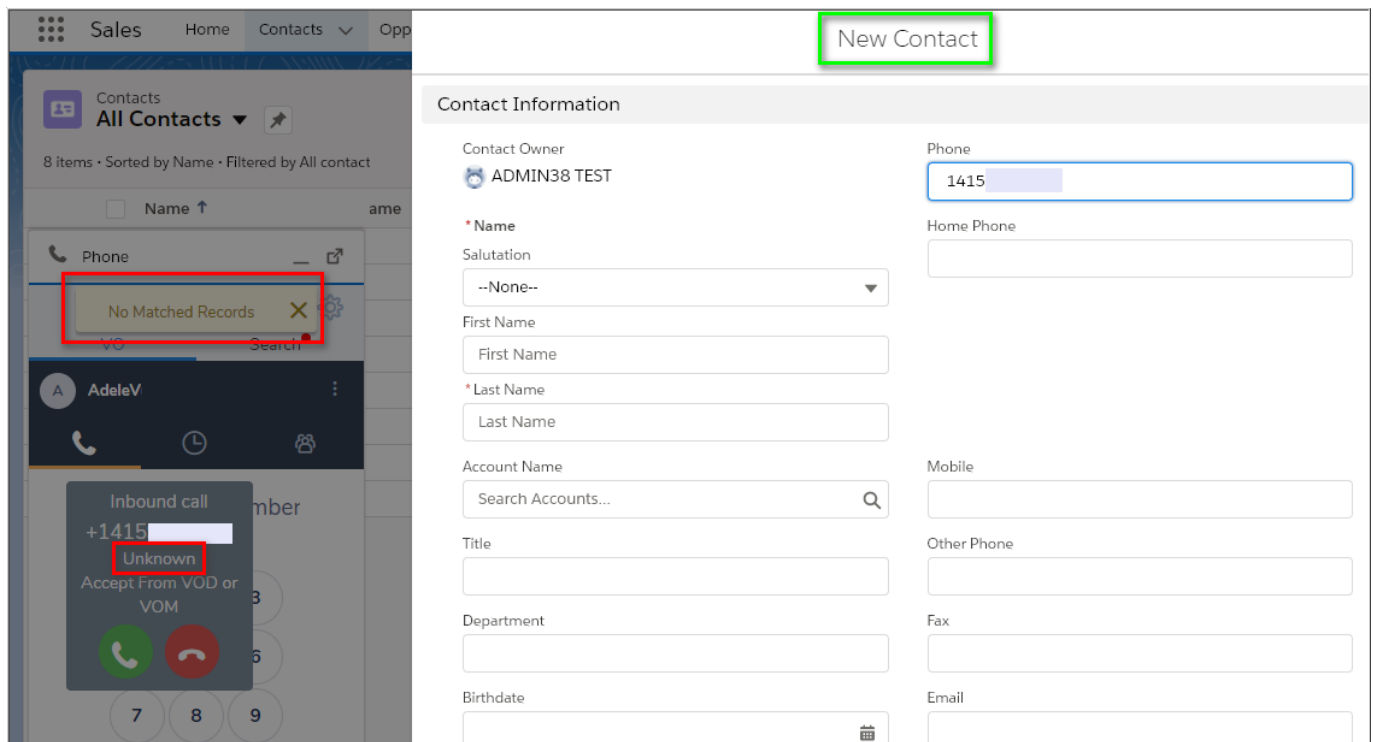 Sales Home Contacts Opp
New Contact
Contacts
All Contacts
8 items • Sorted by Name • Filtered by All contact
Name ↑ ame
Phone
No Matched Records
VO Search
A AdeleV
Inbound call
mber
+1415
Unknown
Accept From VOD or
VOM
3
6
7 8 9
Contact Information
Contact Owner
ADMIN38 TEST
Phone
1415
*Name
Home Phone
Salutation
--None--
First Name
First Name
*Last Name
Last Name
Account Name
Search Accounts...
Mobile
Title
Other Phone
Department
Fax
Birthdate
Email